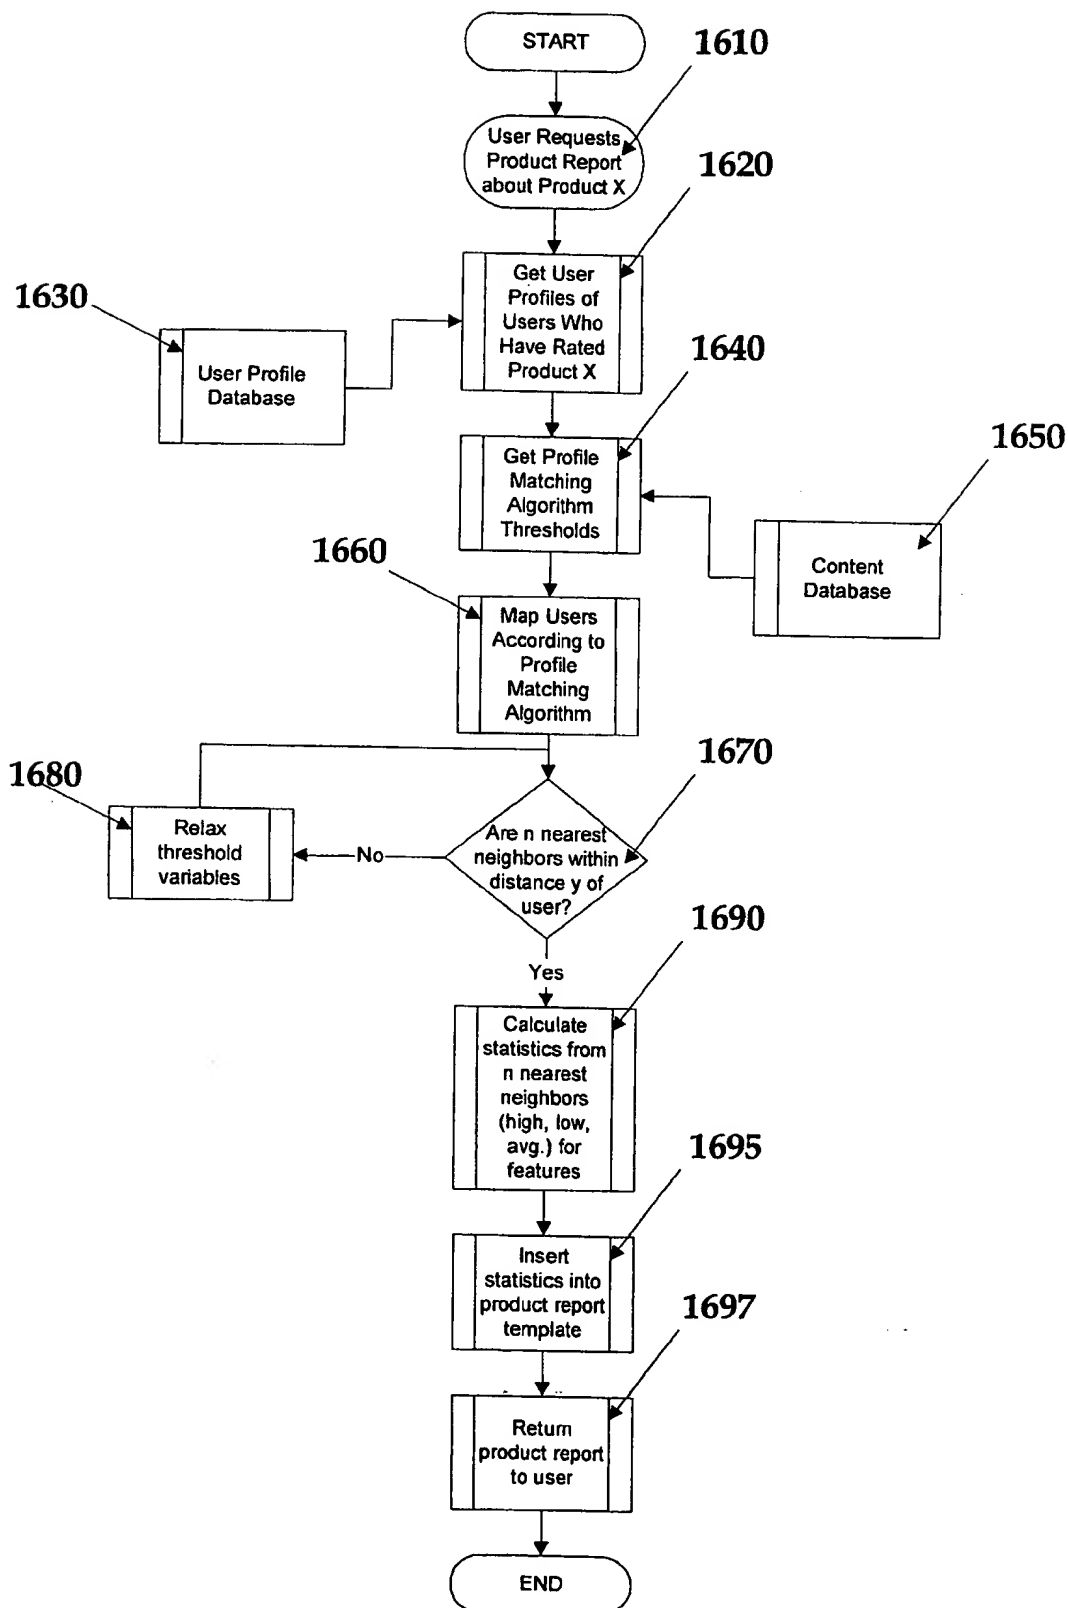 START
1610
User Requests
Product Report
about Product X
1620
Get User
Profiles of
Users Who
Have Rated
Product X
1630
User Profile
Database
1640
Get Profile
Matching
Algorithm
Thresholds
1650
Content
Database
1660
Map Users
According to
Profile
Matching
Algorithm
1670
Are n nearest
neighbors within
distance y of
user?
No
1680
Relax
threshold
variables
Yes
1690
Calculate
statistics from
n nearest
neighbors
(high, low,
avg.) for
features
1695
Insert
statistics into
product report
template
1697
Return
product report
to user
END